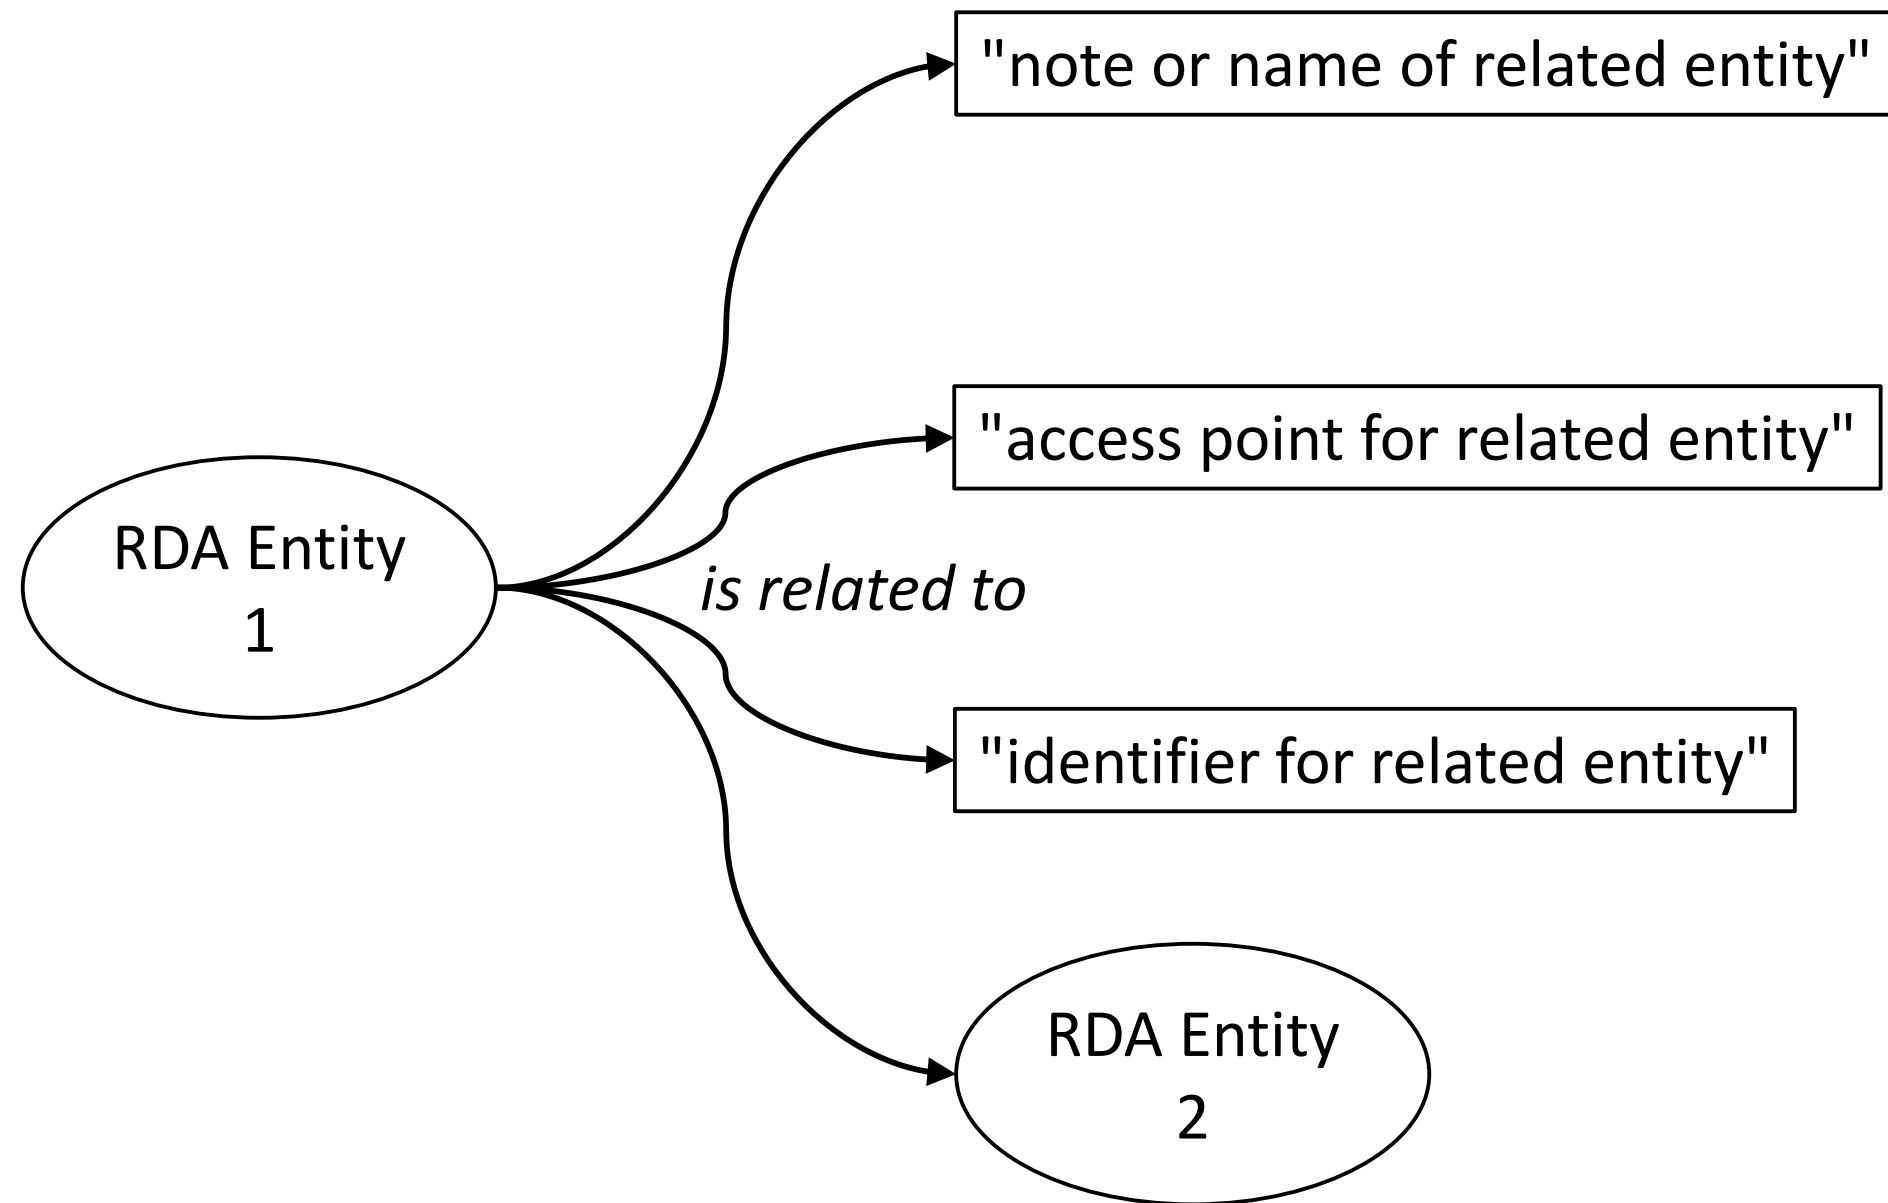 "note or name of related entity"
"access point for related entity"
RDA Entity
1
is related to
"identifier for related entity"
RDA Entity
2